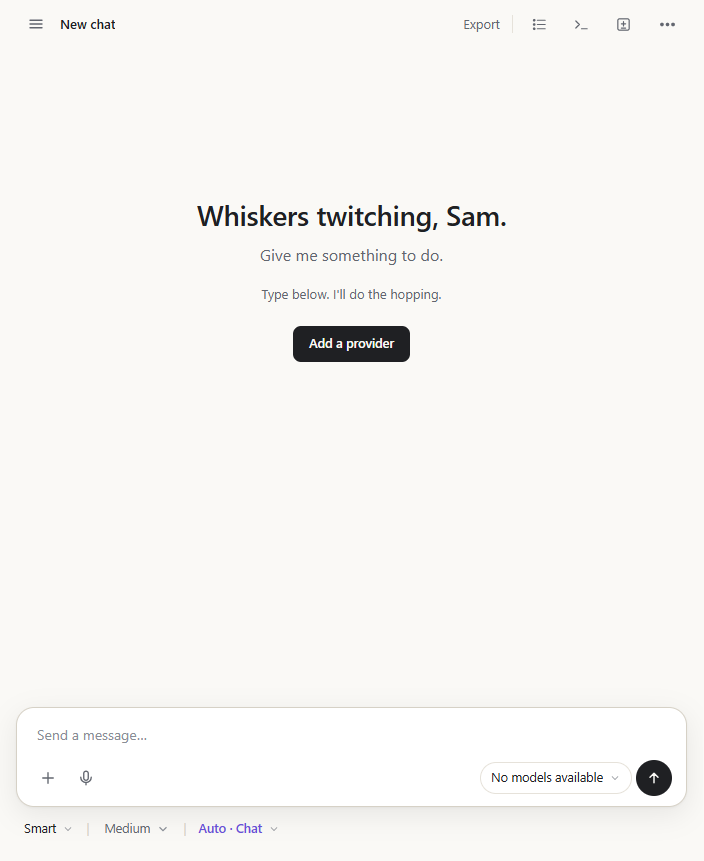 New chat
Export
Whiskers twitching, Sam.
Give me something to do.
Type below. I'll do the hopping.
Add a provider
Send a message...
No models available
Smart
Medium
Auto · Chat